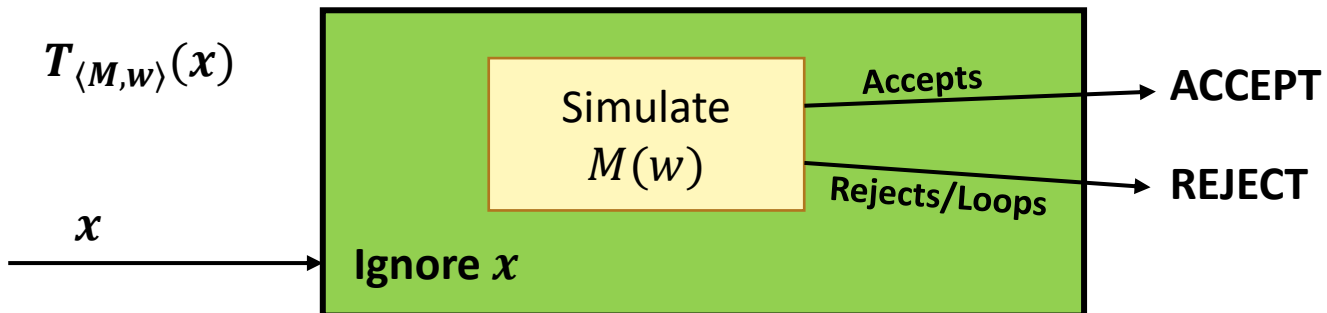 T⟨M,w⟩(x)
Accepts
ACCEPT
Simulate
M(w)
Rejects/Loops
REJECT
x
Ignore x